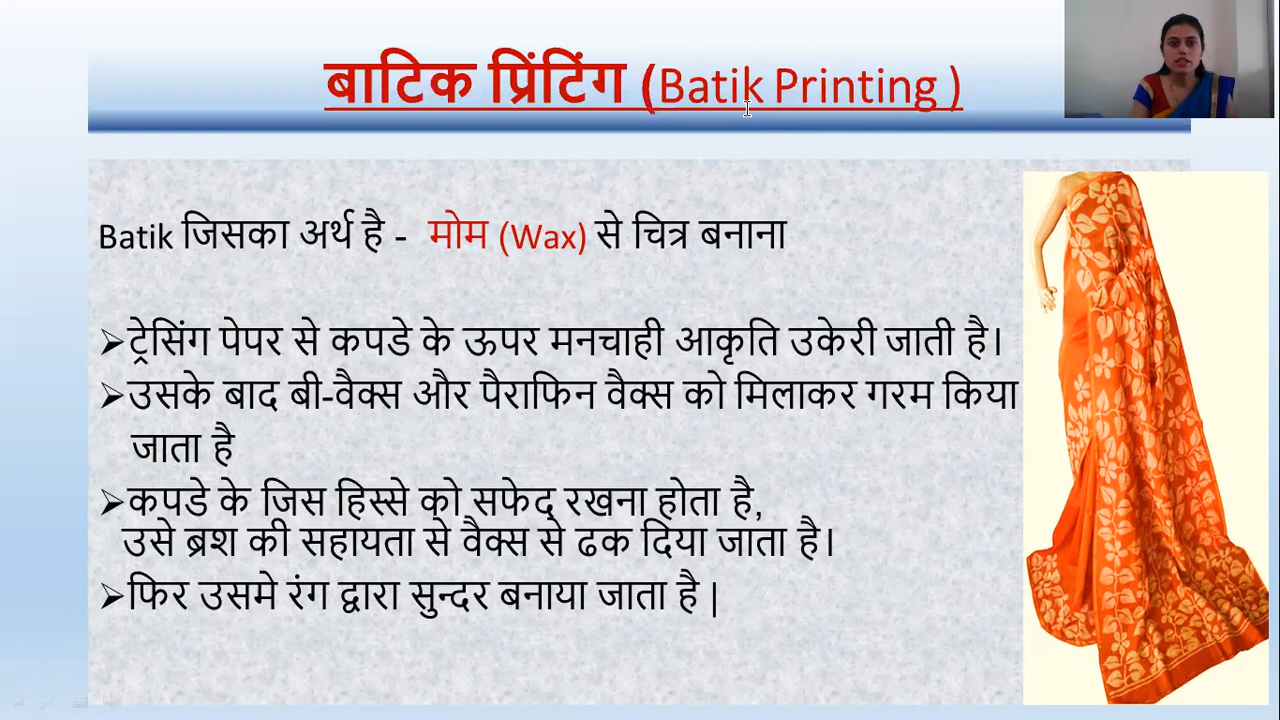 बाटिक प्रिंटिंग (Batik Printing )
Batik जिसका अर्थ है - मोम (Wax) से चित्र बनाना
➢ट्रेसिंग पेपर से कपडे के ऊपर मनचाही आकृति उकेरी जाती है।
➢उसके बाद बी-वैक्स और पैराफिन वैक्स को मिलाकर गरम किया
जाता है
➢कपडे के जिस हिस्से को सफेद रखना होता है,
उसे ब्रश की सहायता से वैक्स से ढक दिया जाता है।
➢फिर उसमे रंग द्वारा सुन्दर बनाया जाता है |